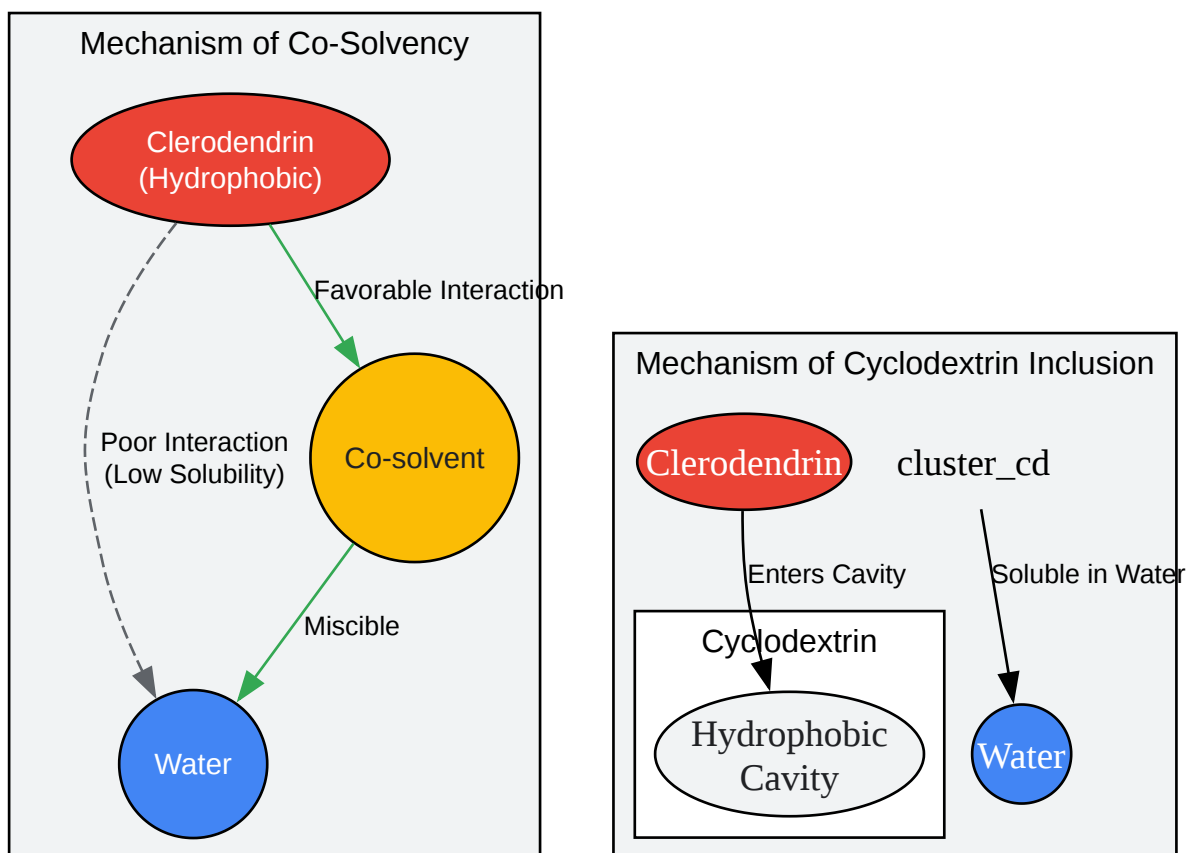 Mechanism of Co-Solvency
Clerodendrin
(Hydrophobic)
Favorable Interaction
Poor Interaction
(Low Solubility)
Co-solvent
Miscible
Water
Mechanism of Cyclodextrin Inclusion
Clerodendrin
cluster_cd
Enters Cavity
Soluble in Water
Cyclodextrin
Hydrophobic
Cavity
Water